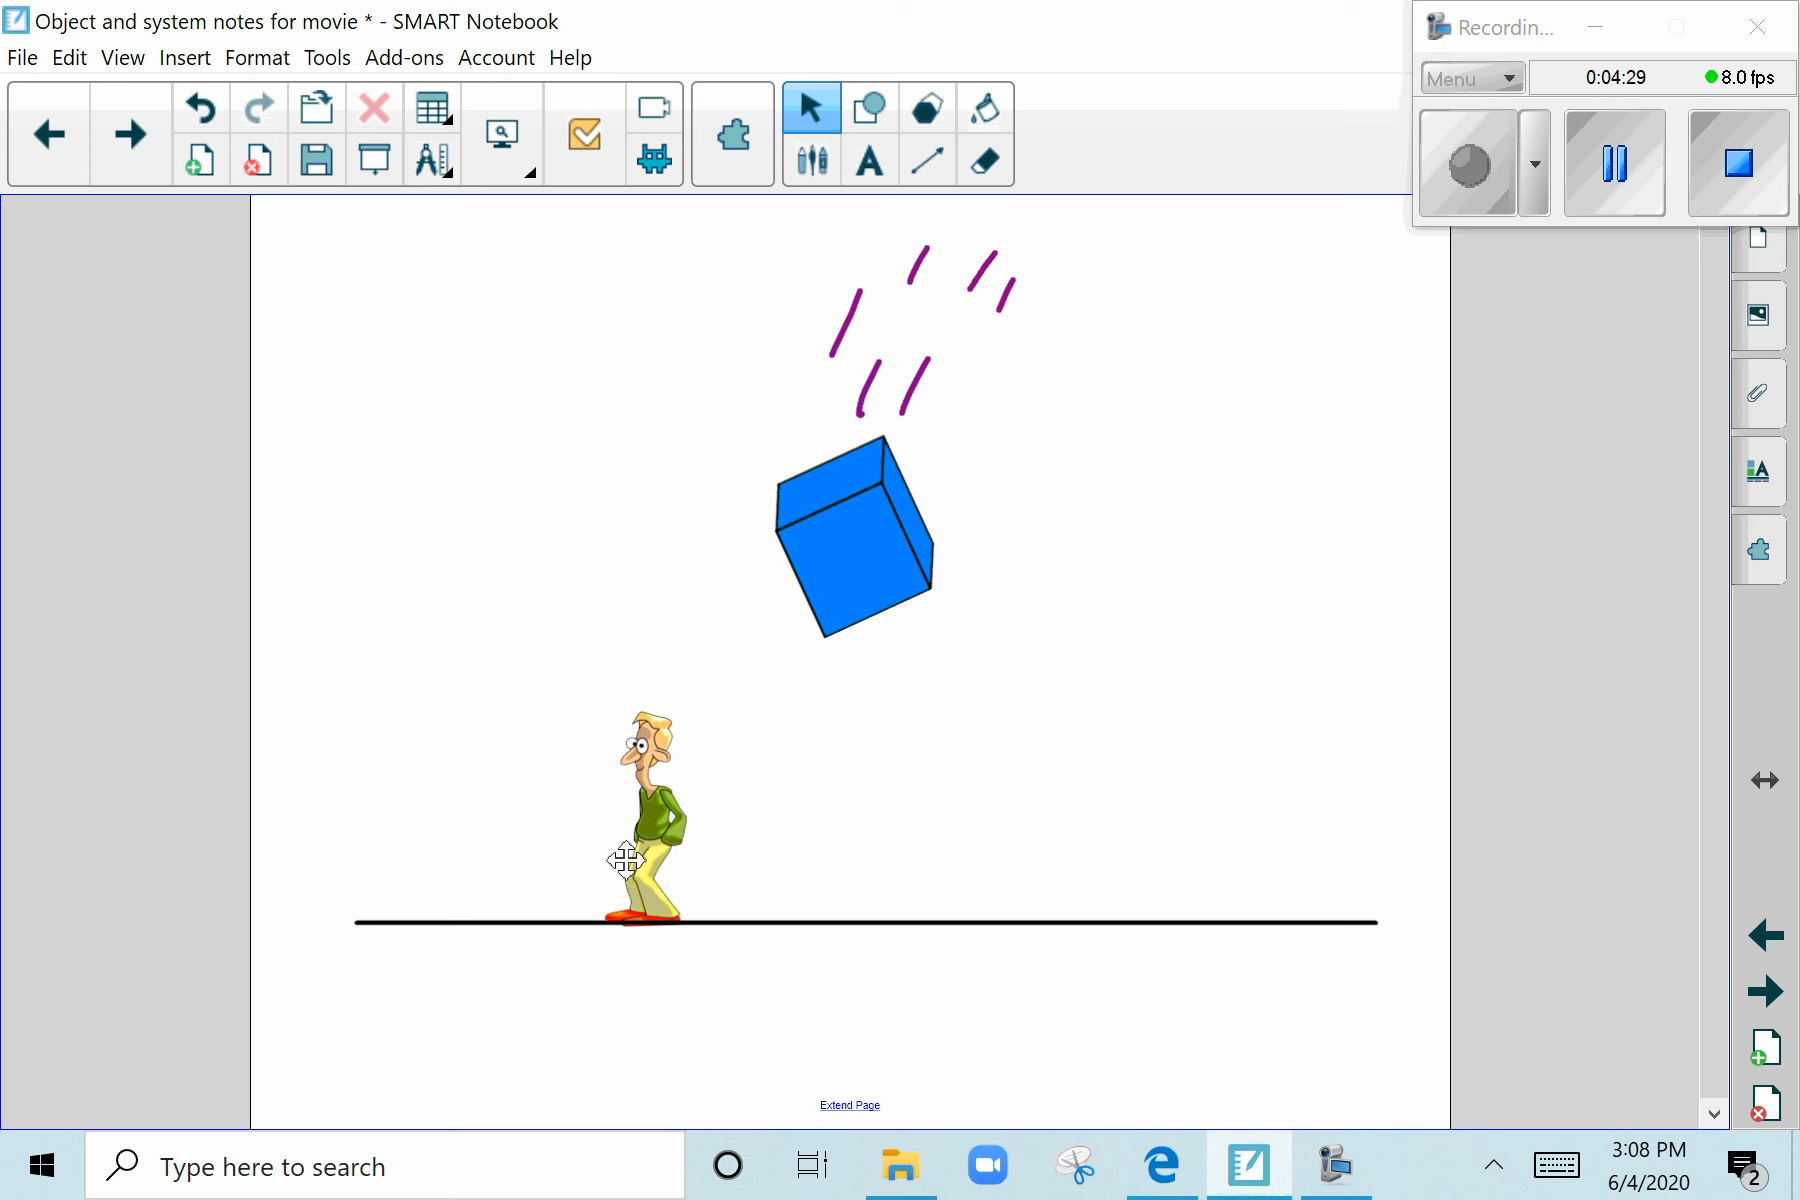 Object and system notes for movie * - SMART Notebook
File Edit View Insert Format Tools Add-ons Account Help
Recordin...
Menu
0:04:29
8.0 fps
A
A
Extend Page
Type here to search
3:08 PM
6/4/2020
2